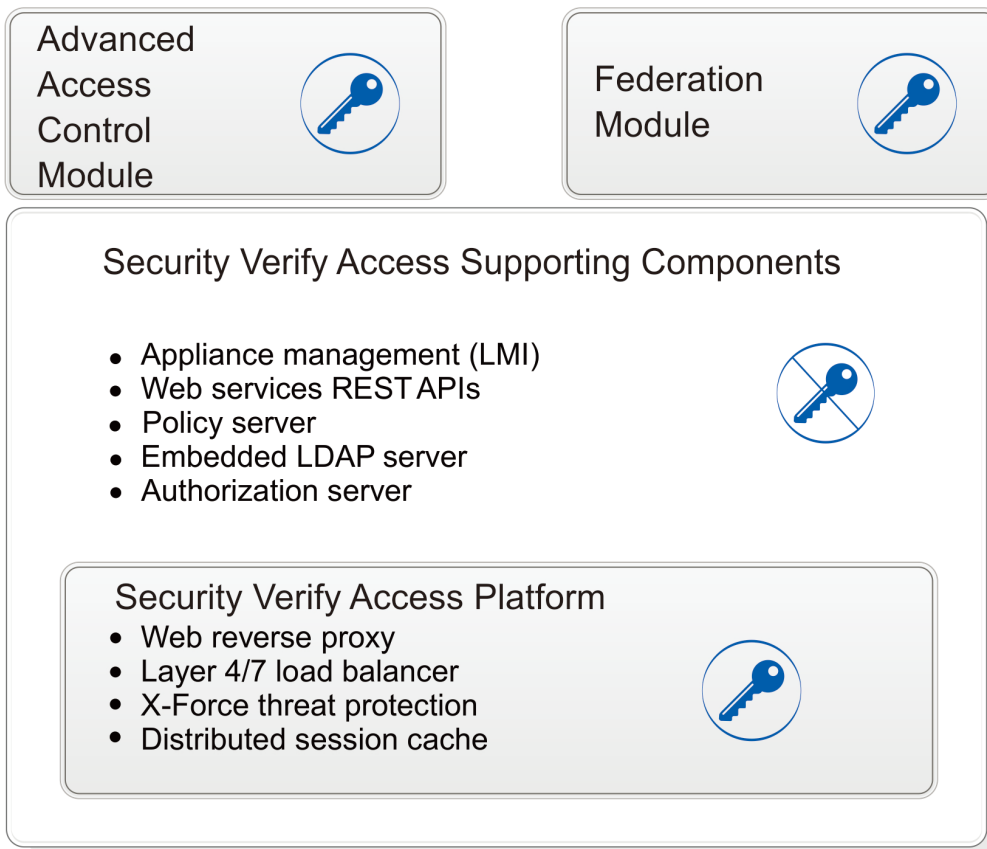 Advanced
Access
Control
Module
Federation
Module
Security Verify Access Supporting Components
• Appliance management (LMI)
• Web services REST APIs
• Policy server
• Embedded LDAP server
• Authorization server
Security Verify Access Platform
• Web reverse proxy
• Layer 4/7 load balancer
• X-Force threat protection
• Distributed session cache